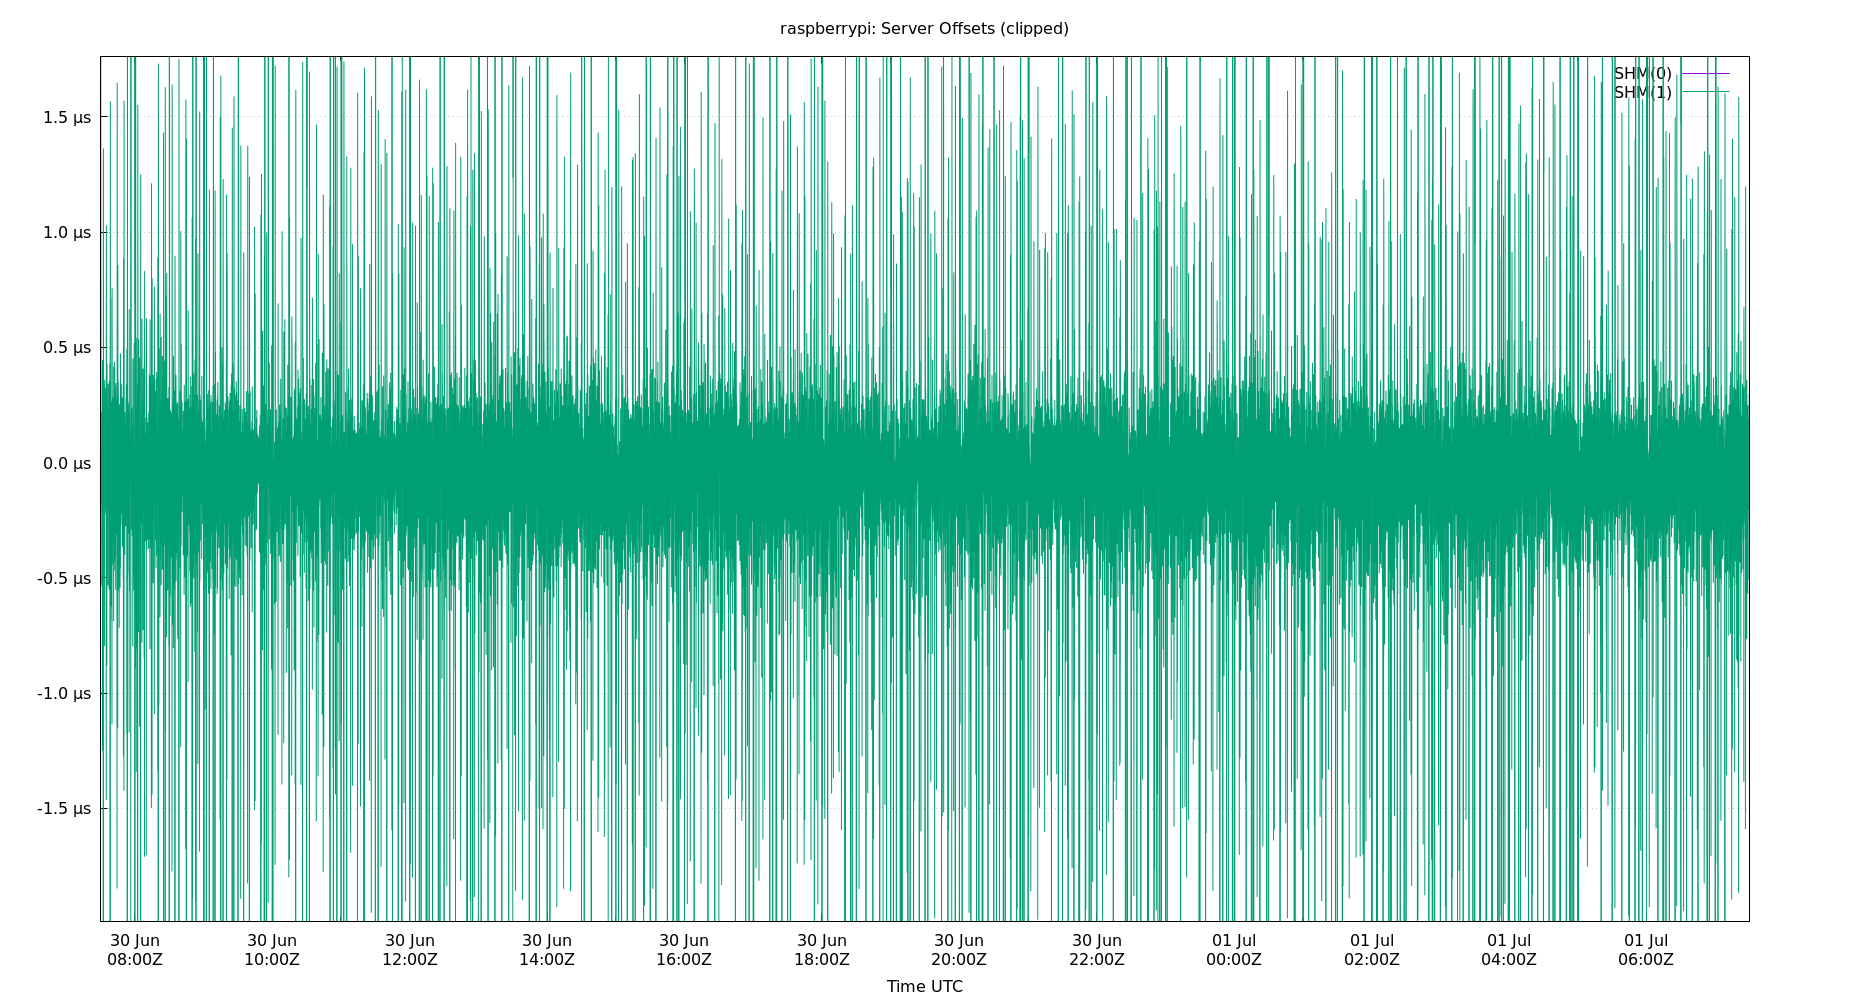 raspberrypi: Server Offsets (clipped)
SHM(0)
SHM(1)
1.5 µs
1.0 µs
0.5 µs
0.0 µs
-0.5 µs
-1.0 µs
-1.5 µs
30 Jun 30 Jun 30 Jun 30 Jun 30 Jun 30 Jun 30 Jun 30 Jun 01 Jul 01 Jul 01 Jul 01 Jul
08:00Z 10:00Z 12:00Z 14:00Z 16:00Z 18:00Z 20:00Z 22:00Z 00:00Z 02:00Z 04:00Z 06:00Z
Time UTC